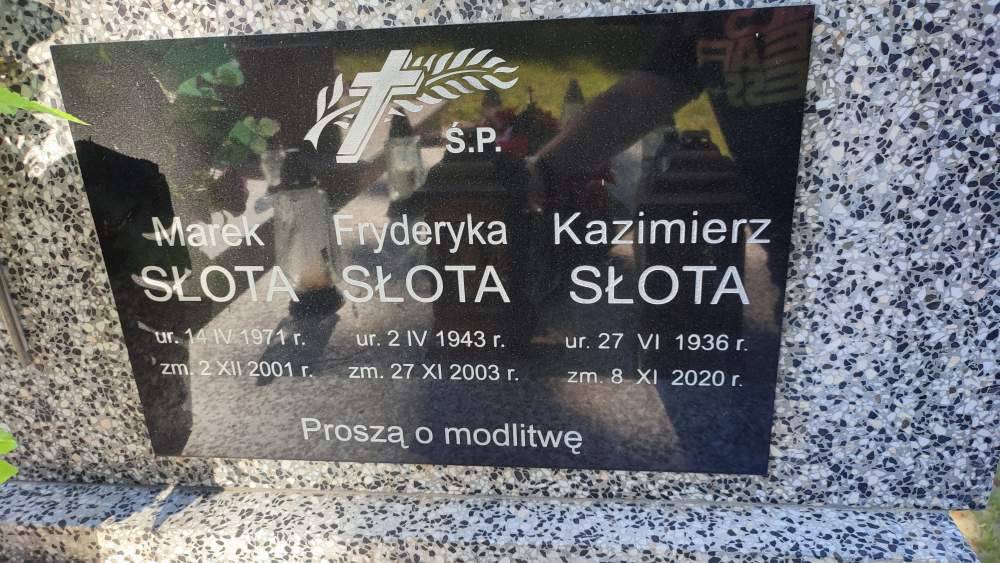 Ś.P.
Marek Fryderyka Kazimierz
SŁOTA SŁOTA SŁOTA
ur. 14 IV 1971 r. ur. 2 IV 1943 r. ur. 27 VI 1936 r.
zm. 2 XII 2001 r. zm. 27 XI 2003 r. zm. 8 XI 2020 r.
Proszą o modlitwę